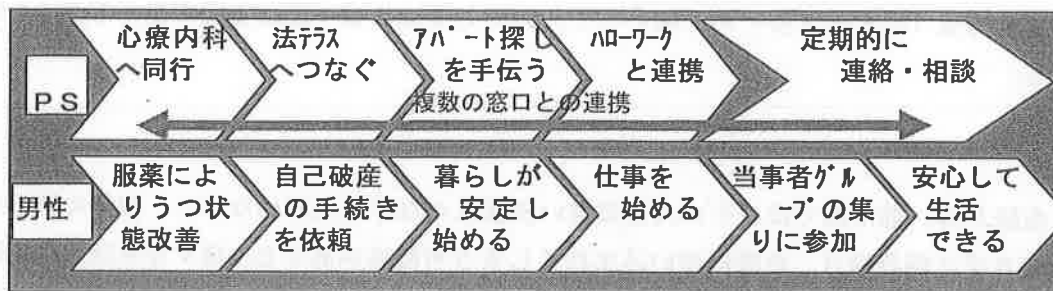 PS
心療内科
へ同行
法ﾃﾗｽ
へつなぐ
ｱﾊﾟｰﾄ探し
を手伝う
ﾊﾛｰﾜｰｸ
と連携
定期的に
連絡・相談
複数の窓口との連携
男性
服薬によ
りうつ状
態改善
自己破産
の手続き
を依頼
暮らしが
安定し
始める
仕事を
始める
当事者ｸﾞﾙ
ｰﾌﾟの集
りに参加
安心して
生活
できる